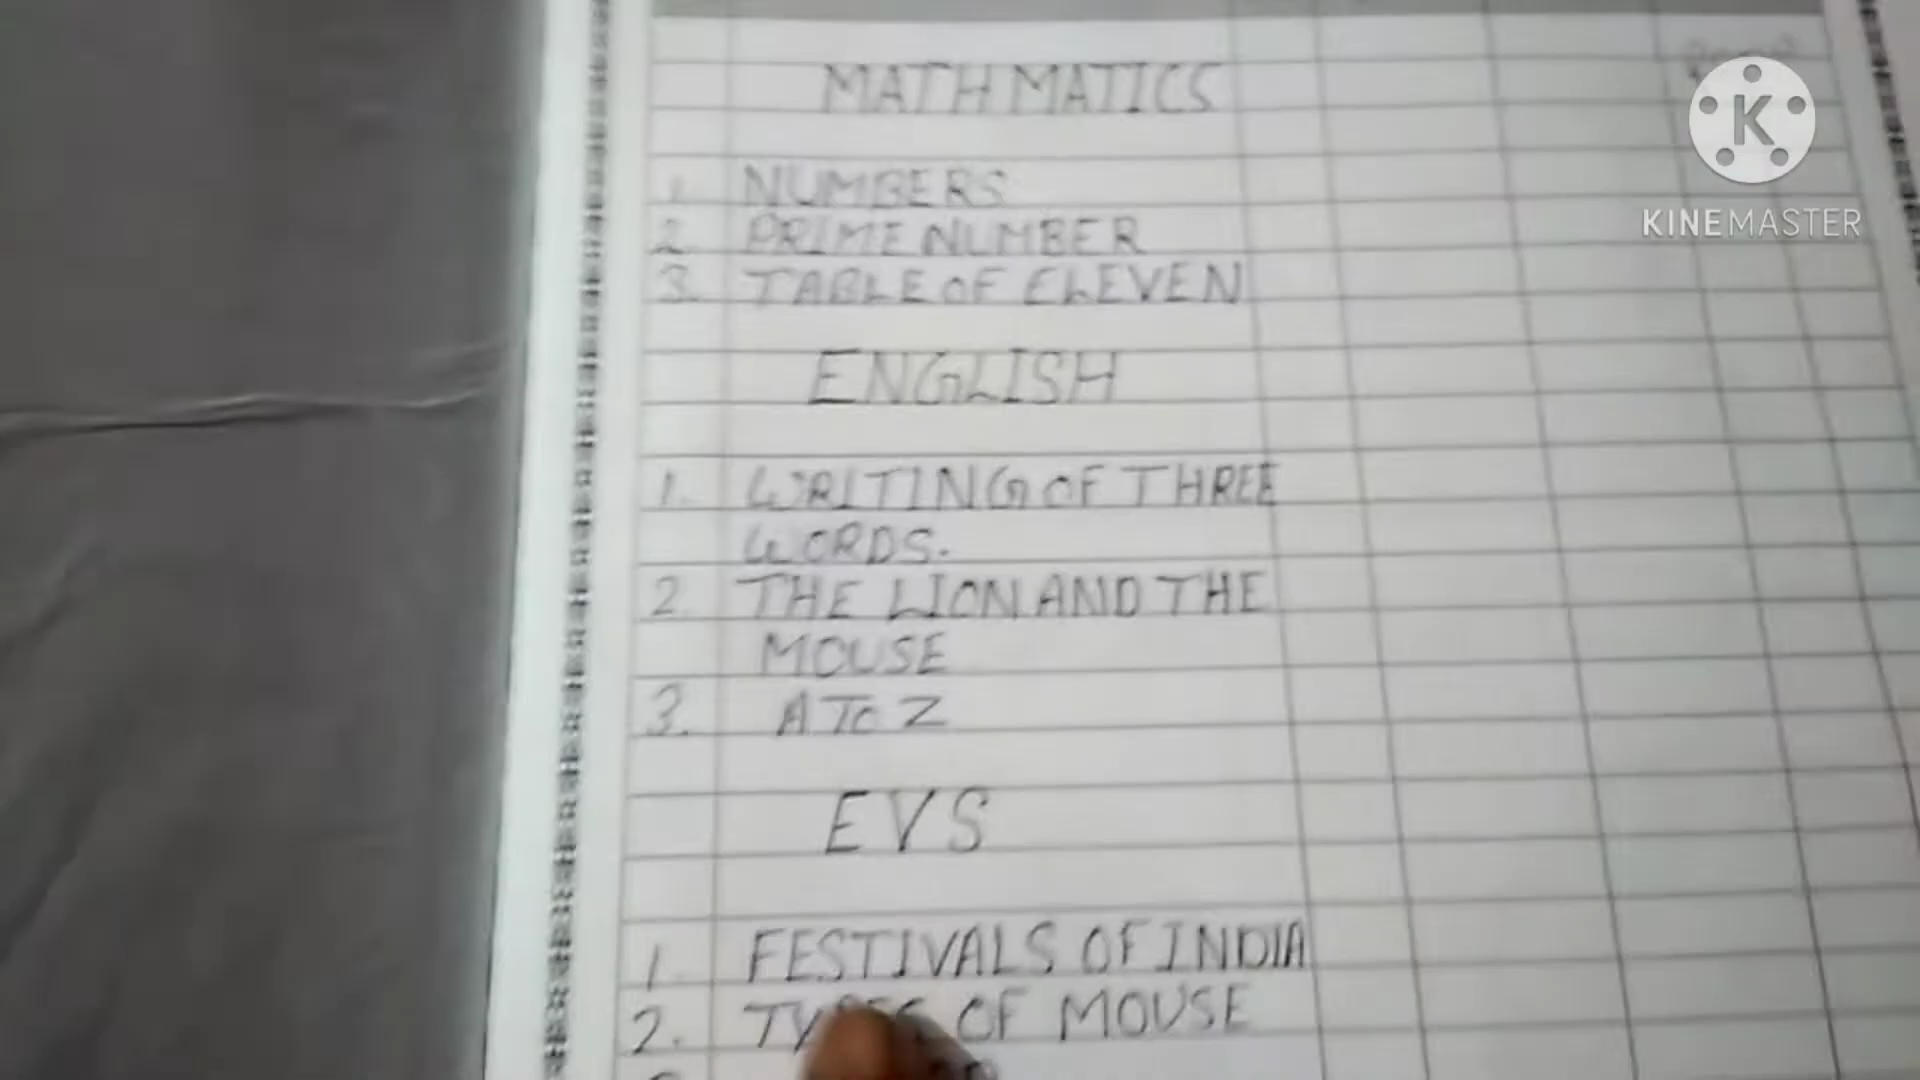 MATHMATICS
1. NUMBERS
2. PRIME NUMBER
3. TABLE OF ELEVEN
ENGLISH
1. WRITING OF THREE
WORDS.
2. THE LION AND THE
MOUSE
3. A TO Z
EVS
1. FESTIVALS OF INDIA
2. TYPES OF MOUSE
K
KINEMASTER